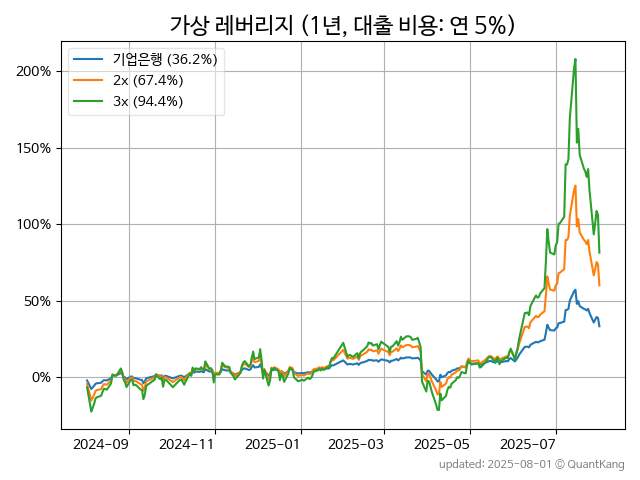 가상 레버리지 (1년, 대출 비용: 연 5%)
기업은행 (36.2%)
2x (67.4%)
3x (94.4%)
200%
150%
100%
50%
0%
2024-09 2024-11 2025-01 2025-03 2025-05 2025-07
updated: 2025-08-01 © QuantKang